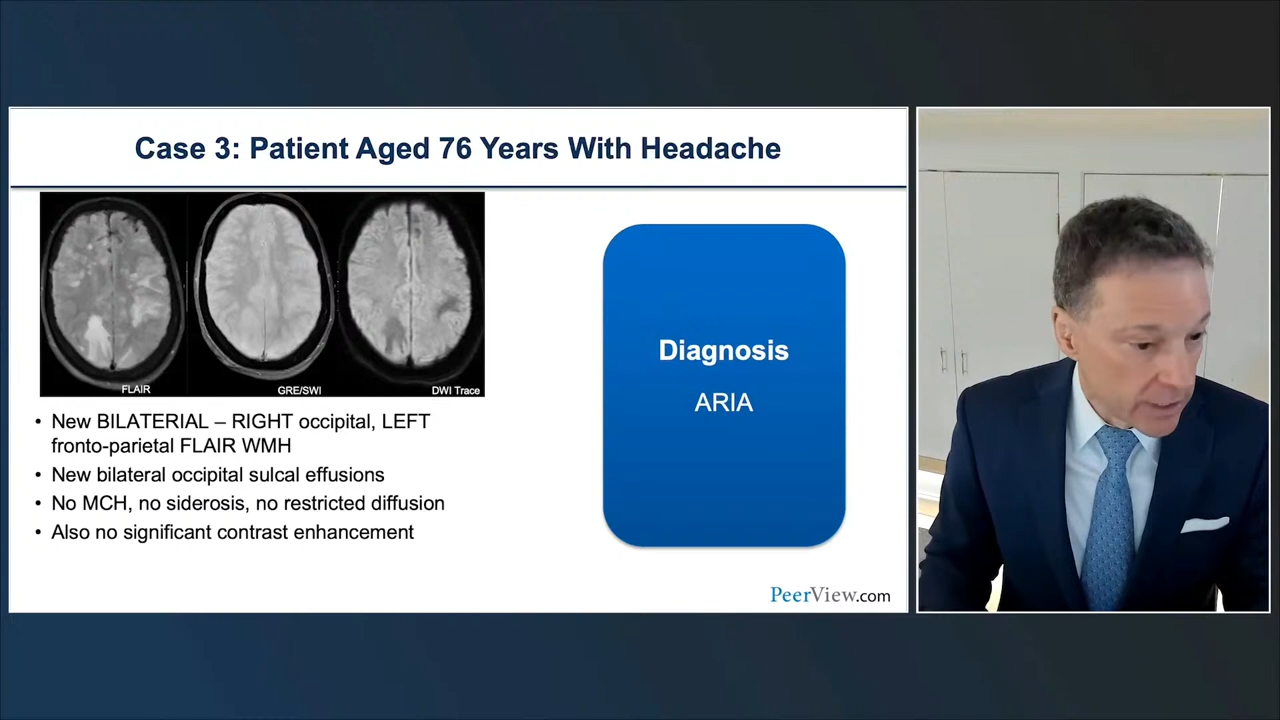 Case 3: Patient Aged 76 Years With Headache
FLAIR
GRE/SWI
DWI Trace
• New BILATERIAL – RIGHT occipital, LEFT
fronto-parietal FLAIR WMH
• New bilateral occipital sulcal effusions
• No MCH, no siderosis, no restricted diffusion
• Also no significant contrast enhancement
Diagnosis
ARIA
PeerView.com